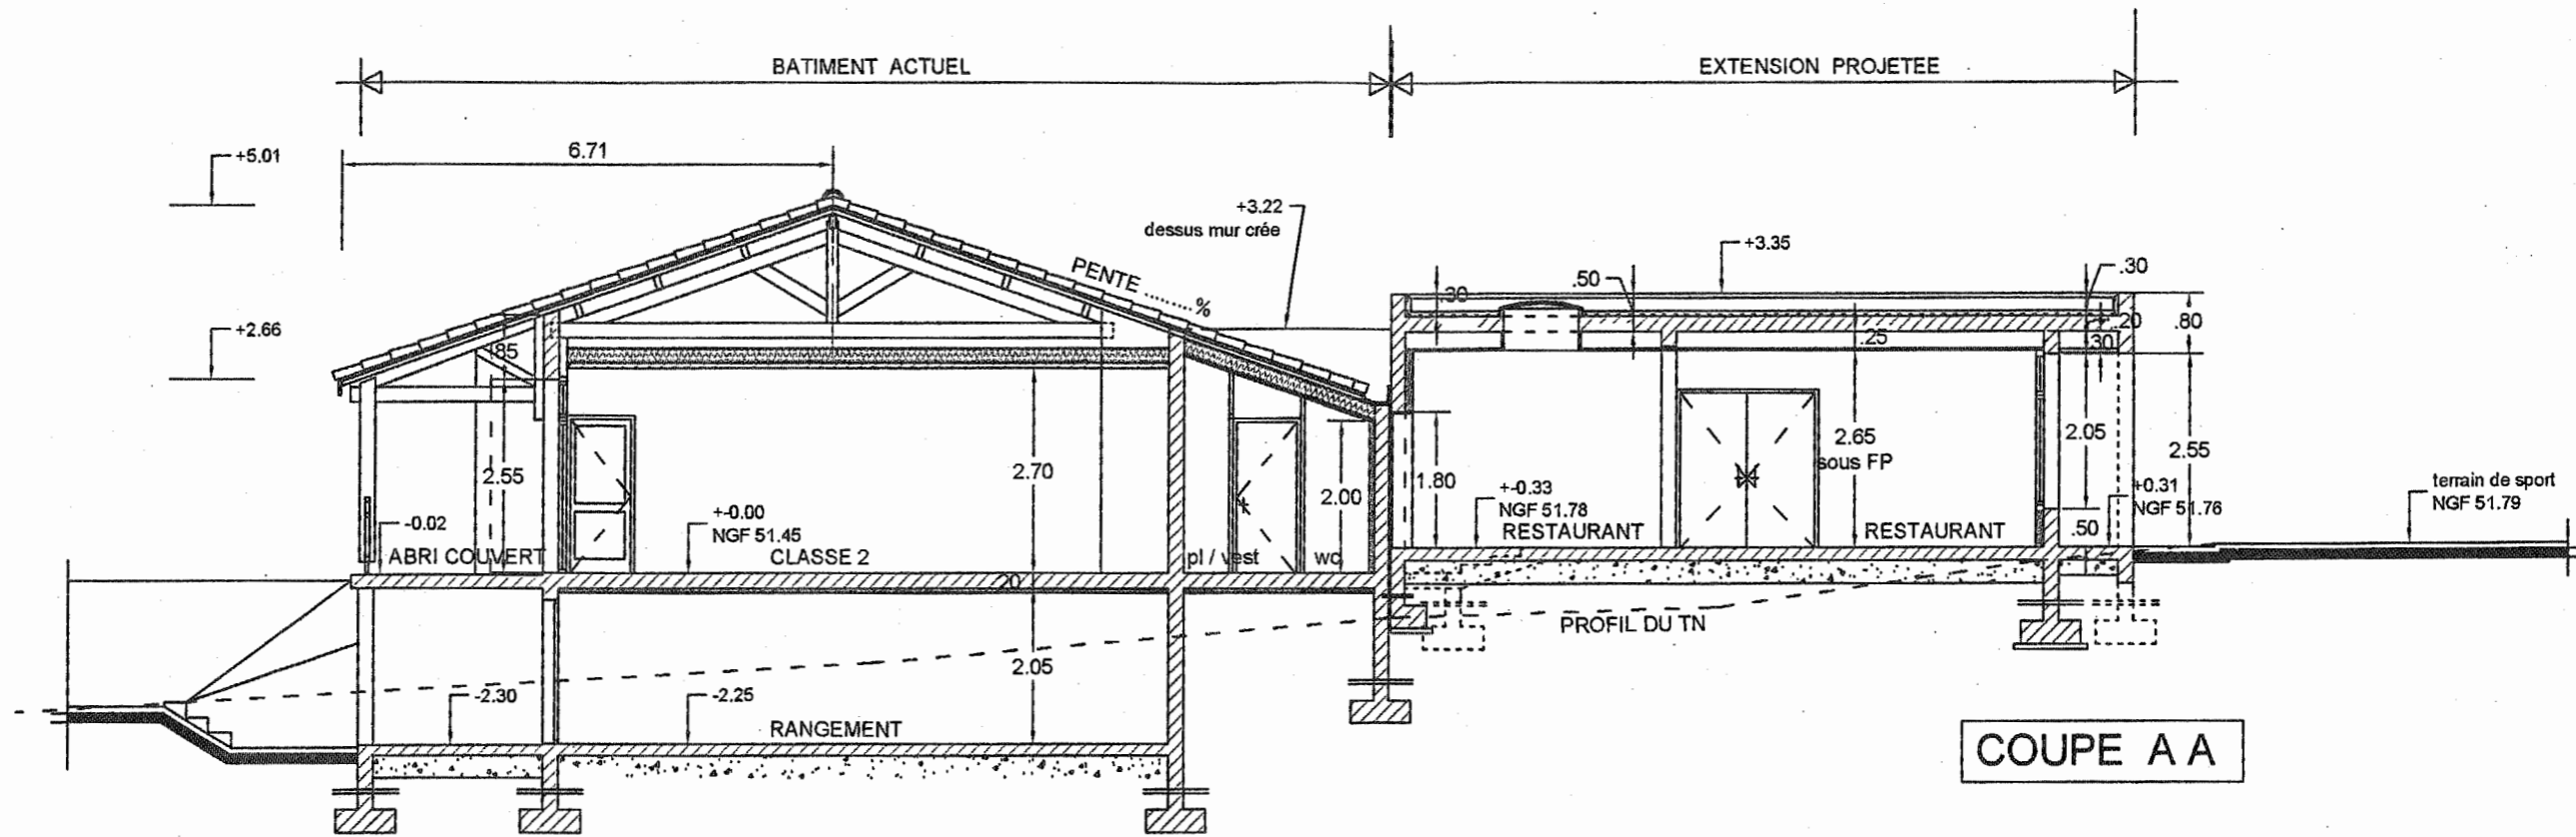 BATIMENT ACTUEL
EXTENSION PROJETEE
+5.01
6.71
+3.22
dessus mur crée
+3.35
PENTE ........%
.30
.50
.30
+2.66
.85
.25
.20
.80
.30
2.55
2.70
2.00
1.80
2.65
sous FP
2.05
2.55
-0.02
+-0.00
NGF 51.45
+-0.33
NGF 51.78
+0.31
NGF 51.76
terrain de sport
NGF 51.79
ABRI COUVERT
CLASSE 2
pl / vest
wc
RESTAURANT
RESTAURANT
.50
.20
PROFIL DU TN
2.05
-2.30
-2.25
RANGEMENT
COUPE A A